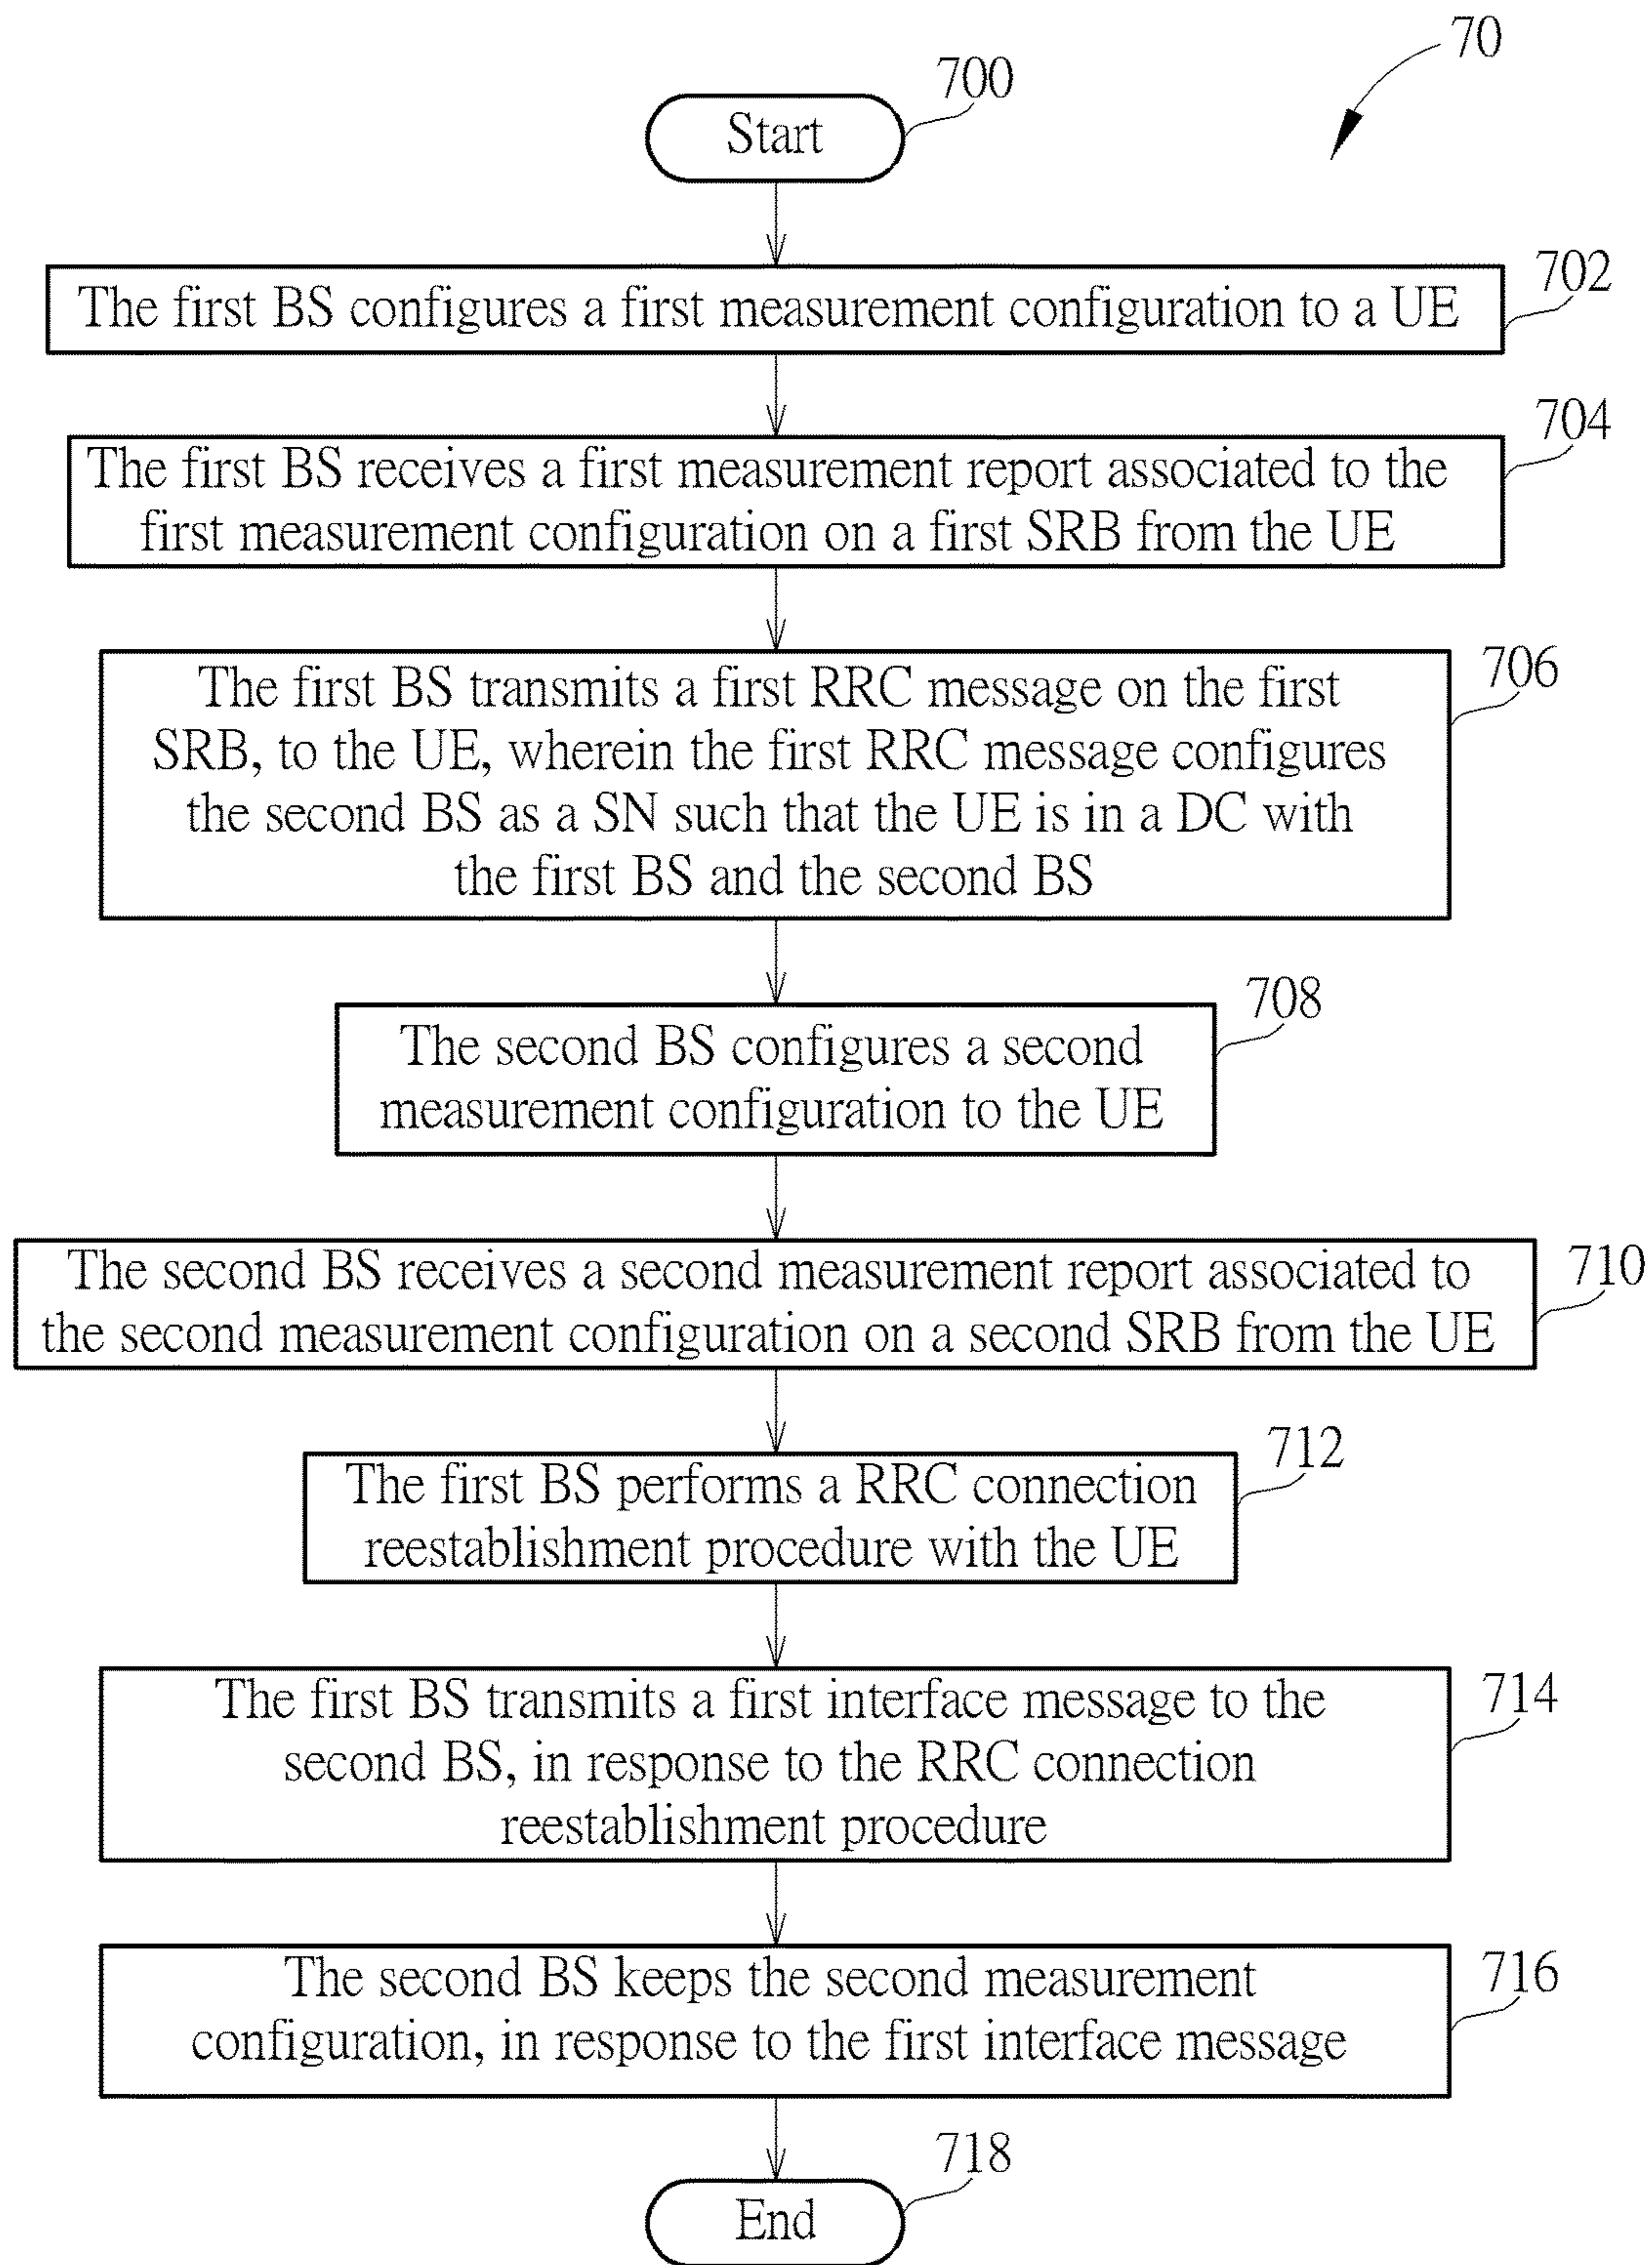 70
700
Start
702
The first BS configures a first measurement configuration to a UE
704
The first BS receives a first measurement report associated to the
first measurement configuration on a first SRB from the UE
706
The first BS transmits a first RRC message on the first
SRB, to the UE, wherein the first RRC message configures
the second BS as a SN such that the UE is in a DC with
the first BS and the second BS
708
The second BS configures a second
measurement configuration to the UE
710
The second BS receives a second measurement report associated to
the second measurement configuration on a second SRB from the UE
712
The first BS performs a RRC connection
reestablishment procedure with the UE
714
The first BS transmits a first interface message to the
second BS, in response to the RRC connection
reestablishment procedure
716
The second BS keeps the second measurement
configuration, in response to the first interface message
718
End